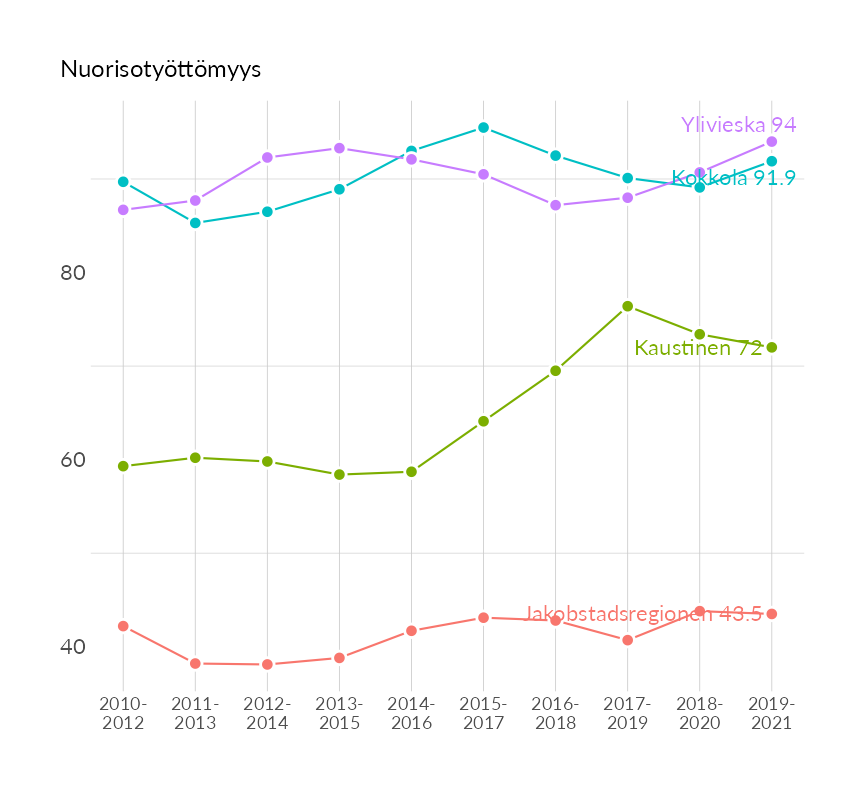 Nuorisotyöttömyys
Ylivieska 94
Kokkola 91.9
80
Kaustinen 72
60
Jakobstadsregionen 43.5
40
2010- 2011- 2012- 2013- 2014- 2015- 2016- 2017- 2018- 2019-
2012 2013 2014 2015 2016 2017 2018 2019 2020 2021